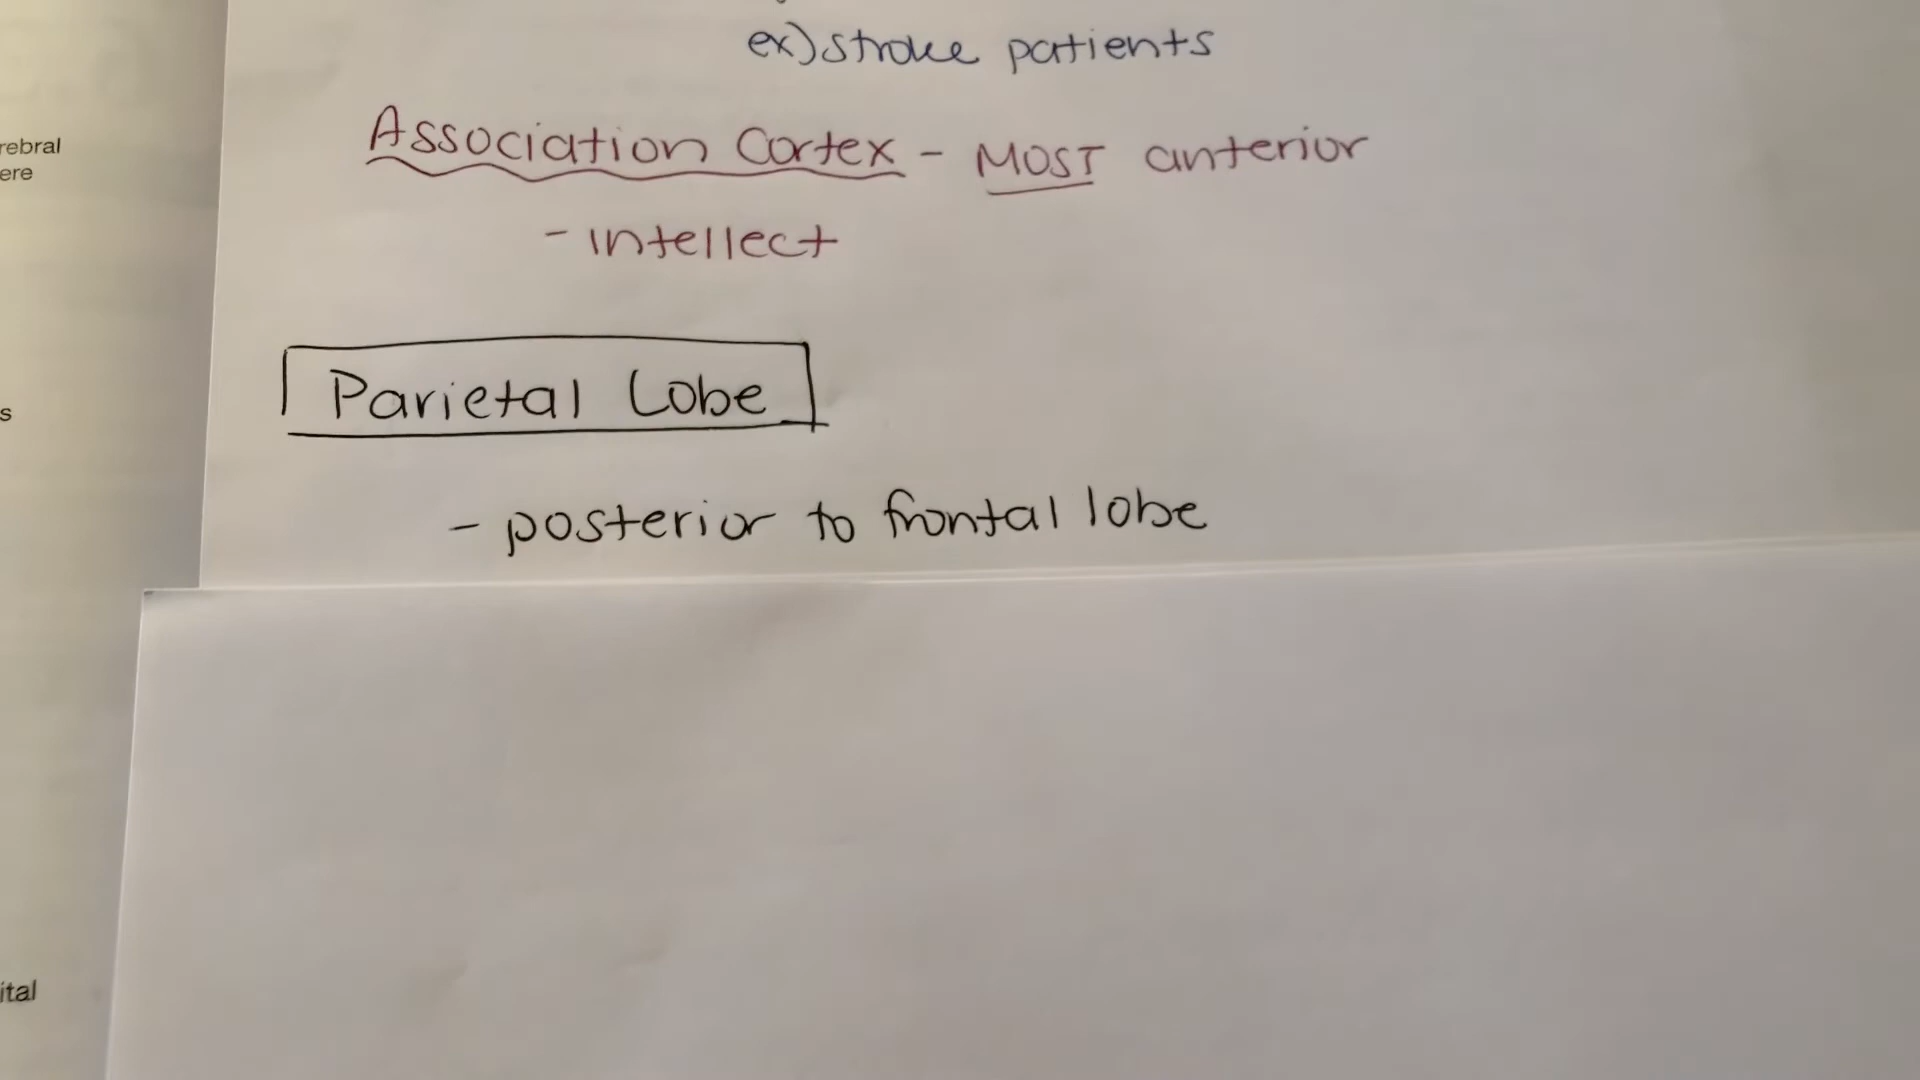 ex) stroke patients
rebral
ere
Association Cortex - MOST anterior
- intellect
s
Parietal Lobe
- posterior to frontal lobe
ital